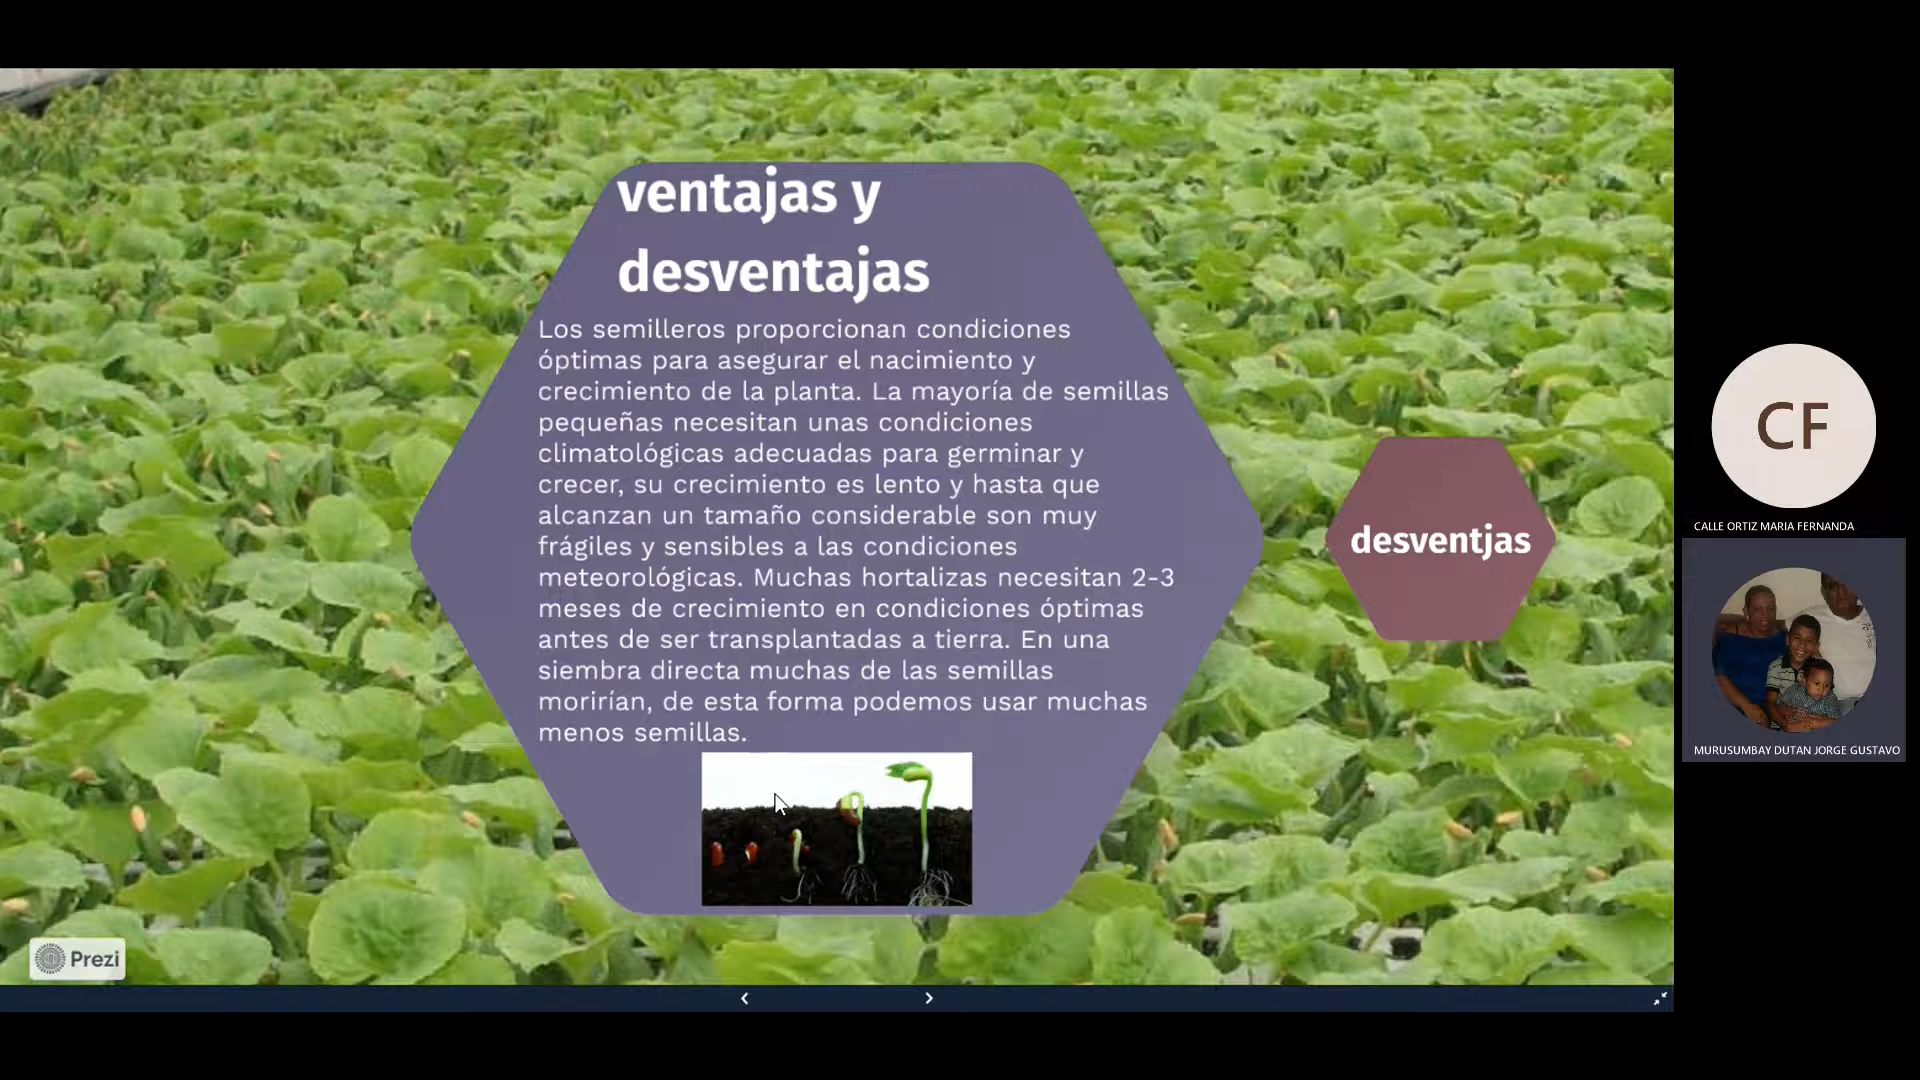 ventajas y
desventajas
Los semilleros proporcionan condiciones
óptimas para asegurar el nacimiento y
crecimiento de la planta. La mayoría de semillas
pequeñas necesitan unas condiciones
climatológicas adecuadas para germinar y
crecer, su crecimiento es lento y hasta que
alcanzan un tamaño considerable son muy
frágiles y sensibles a las condiciones
meteorológicas. Muchas hortalizas necesitan 2-3
meses de crecimiento en condiciones óptimas
antes de ser transplantadas a tierra. En una
siembra directa muchas de las semillas
morirían, de esta forma podemos usar muchas
menos semillas.
desventjas
Prezi
CF
CALLE ORTIZ MARIA FERNANDA
MURUSUMBAY DUTAN JORGE GUSTAVO